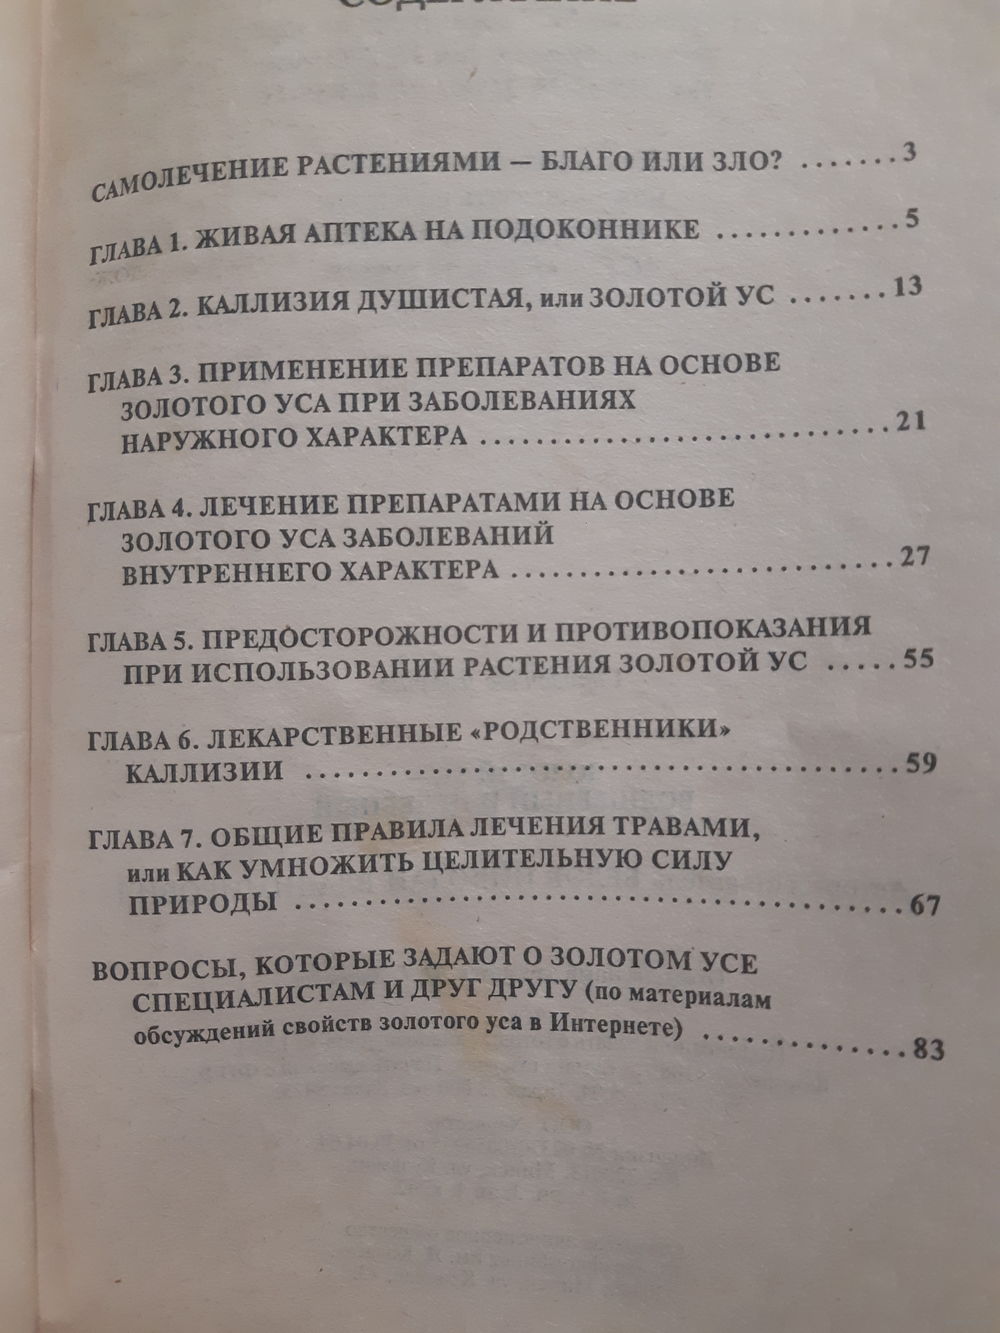 СОДЕРЖАНИЕ
САМОЛЕЧЕНИЕ РАСТЕНИЯМИ — БЛАГО ИЛИ ЗЛО? ....... 3
ГЛАВА 1. ЖИВАЯ АПТЕКА НА ПОДОКОННИКЕ ............. 5
ГЛАВА 2. КАЛЛИЗИЯ ДУШИСТАЯ, или ЗОЛОТОЙ УС ....... 13
ГЛАВА 3. ПРИМЕНЕНИЕ ПРЕПАРАТОВ НА ОСНОВЕ
ЗОЛОТОГО УСА ПРИ ЗАБОЛЕВАНИЯХ
НАРУЖНОГО ХАРАКТЕРА ............................. 21
ГЛАВА 4. ЛЕЧЕНИЕ ПРЕПАРАТАМИ НА ОСНОВЕ
ЗОЛОТОГО УСА ЗАБОЛЕВАНИЙ
ВНУТРЕННЕГО ХАРАКТЕРА ........................... 27
ГЛАВА 5. ПРЕДОСТОРОЖНОСТИ И ПРОТИВОПОКАЗАНИЯ
ПРИ ИСПОЛЬЗОВАНИИ РАСТЕНИЯ ЗОЛОТОЙ УС ..... 55
ГЛАВА 6. ЛЕКАРСТВЕННЫЕ «РОДСТВЕННИКИ»
КАЛЛИЗИИ .......................................... 59
ГЛАВА 7. ОБЩИЕ ПРАВИЛА ЛЕЧЕНИЯ ТРАВАМИ,
или КАК УМНОЖИТЬ ЦЕЛИТЕЛЬНУЮ СИЛУ
ПРИРОДЫ ........................................... 67
ВОПРОСЫ, КОТОРЫЕ ЗАДАЮТ О ЗОЛОТОМ УСЕ
СПЕЦИАЛИСТАМ И ДРУГ ДРУГУ (по материалам
обсуждений свойств золотого уса в Интернете) .............. 83